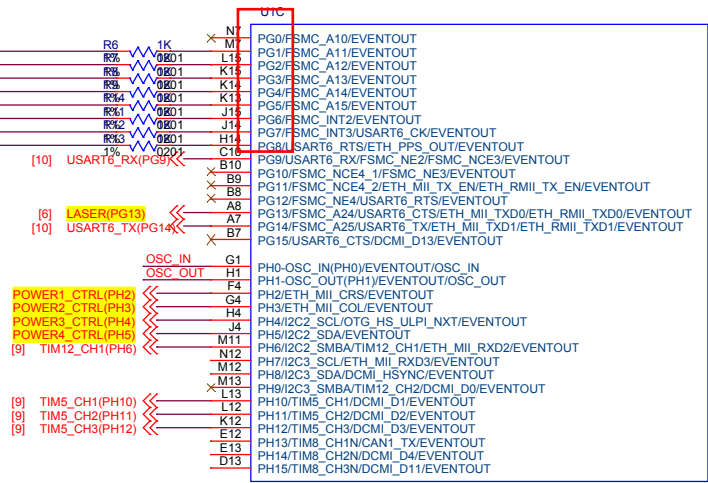 U1C
N7 PG0/FSMC_A10/EVENTOUT
R6 1K M7 PG1/FSMC_A11/EVENTOUT
L15 PG2/FSMC_A12/EVENTOUT
K15 PG3/FSMC_A13/EVENTOUT
K14 PG4/FSMC_A14/EVENTOUT
K13 PG5/FSMC_A15/EVENTOUT
J15 PG6/FSMC_INT2/EVENTOUT
J14 PG7/FSMC_INT3/USART6_CK/EVENTOUT
H14 PG8/USART6_RTS/ETH_PPS_OUT/EVENTOUT
1% 0201
[10] USART6_RX(PG9) C10 PG9/USART6_RX/FSMC_NE2/FSMC_NCE3/EVENTOUT
B10 PG10/FSMC_NCE4_1/FSMC_NE3/EVENTOUT
B9 PG11/FSMC_NCE4_2/ETH_MII_TX_EN/ETH_RMII_TX_EN/EVENTOUT
B8 PG12/FSMC_NE4/USART6_RTS/EVENTOUT
[6] LASER(PG13) A8 PG13/FSMC_A24/USART6_CTS/ETH_MII_TXD0/ETH_RMII_TXD0/EVENTOUT
[10] USART6_TX(PG14) A7 PG14/FSMC_A25/USART6_TX/ETH_MII_TXD1/ETH_RMII_TXD1/EVENTOUT
B7 PG15/USART6_CTS/DCMI_D13/EVENTOUT
OSC_IN G1 PH0-OSC_IN(PH0)/EVENTOUT/OSC_IN
OSC_OUT H1 PH1-OSC_OUT(PH1)/EVENTOUT/OSC_OUT
POWER1_CTRL(PH2) F4 PH2/ETH_MII_CRS/EVENTOUT
POWER2_CTRL(PH3) G4 PH3/ETH_MII_COL/EVENTOUT
POWER3_CTRL(PH4) H4 PH4/I2C2_SCL/OTG_HS_ULPI_NXT/EVENTOUT
POWER4_CTRL(PH5) J4 PH5/I2C2_SDA/EVENTOUT
[9] TIM12_CH1(PH6) M11 PH6/I2C2_SMBA/TIM12_CH1/ETH_MII_RXD2/EVENTOUT
N12 PH7/I2C3_SCL/ETH_MII_RXD3/EVENTOUT
M12 PH8/I2C3_SDA/DCMI_HSYNC/EVENTOUT
M13 PH9/I2C3_SMBA/TIM12_CH2/DCMI_D0/EVENTOUT
[9] TIM5_CH1(PH10) L13 PH10/TIM5_CH1/DCMI_D1/EVENTOUT
[9] TIM5_CH2(PH11) L12 PH11/TIM5_CH2/DCMI_D2/EVENTOUT
[9] TIM5_CH3(PH12) K12 PH12/TIM5_CH3/DCMI_D3/EVENTOUT
E12 PH13/TIM8_CH1N/CAN1_TX/EVENTOUT
E13 PH14/TIM8_CH2N/DCMI_D4/EVENTOUT
D13 PH15/TIM8_CH3N/DCMI_D11/EVENTOUT